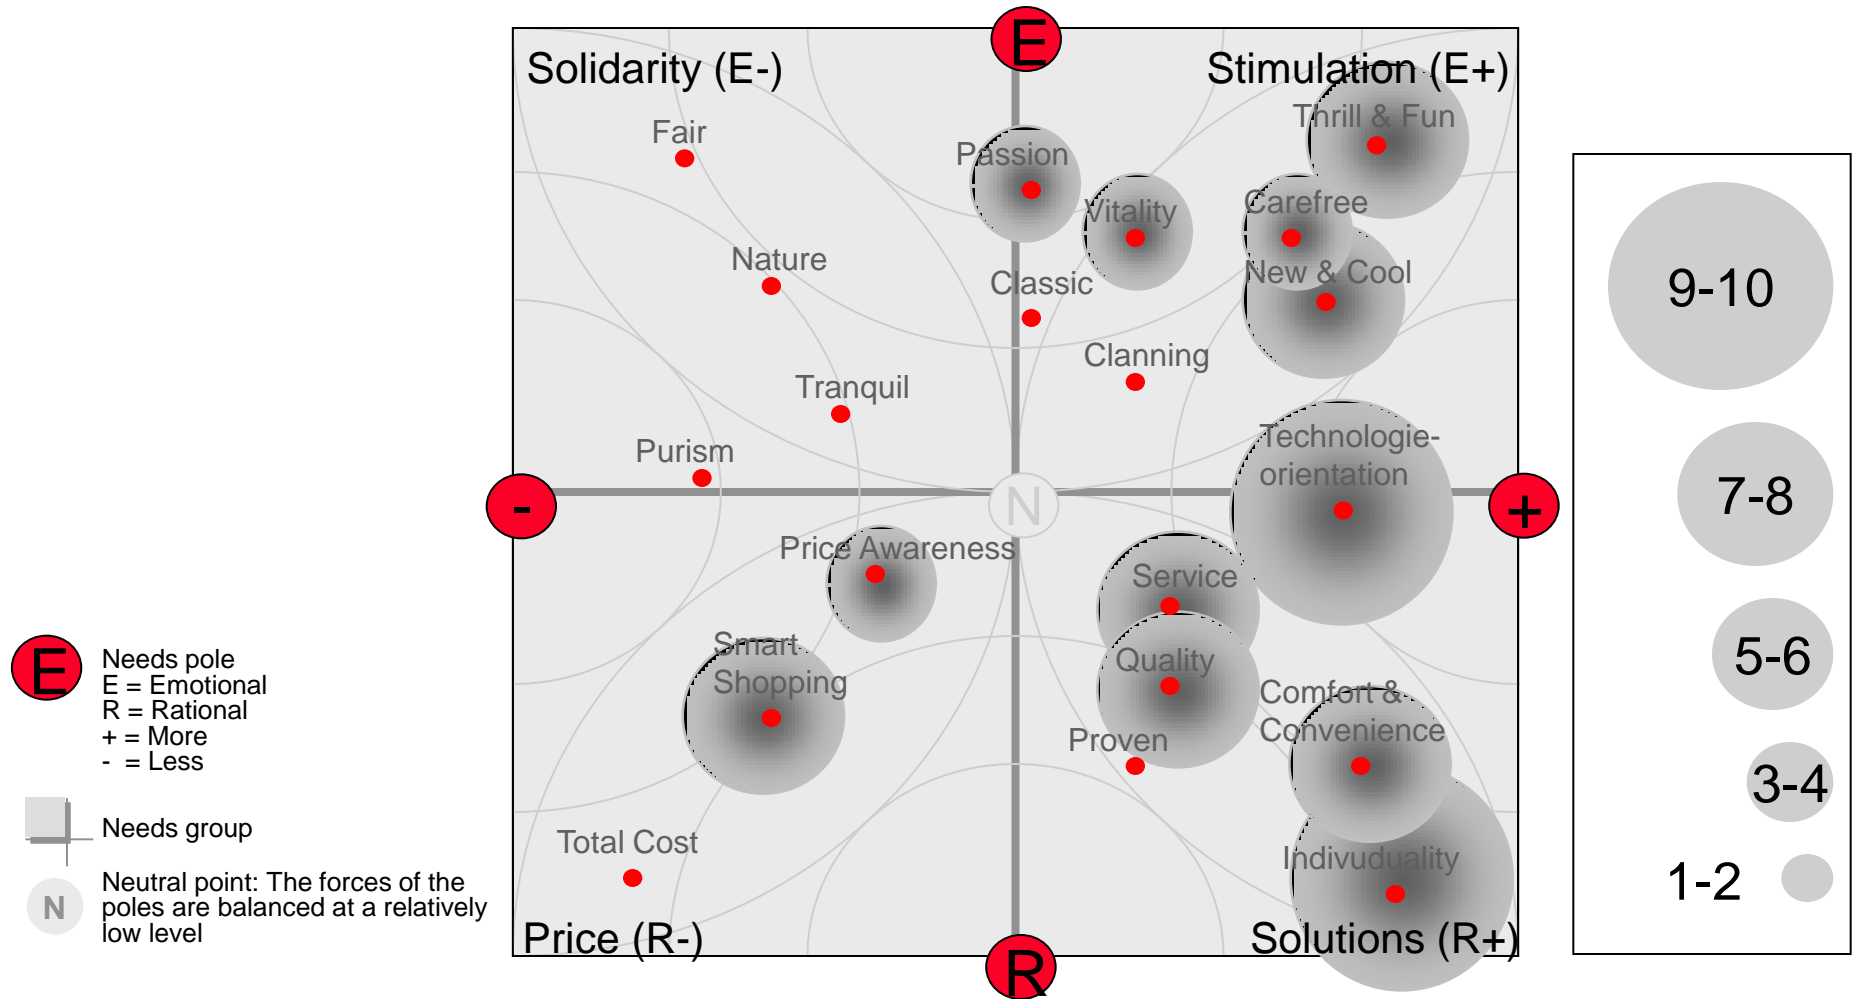 E
Solidarity (E-)
Stimulation (E+)
Thrill & Fun
Fair
Passion
Vitality
Carefree
Nature
New & Cool
Classic
Clanning
Tranquil
Technologie-
orientation
Purism
-
N
+
Price Awareness
Service
Smart
Shopping
Quality
Comfort &
Convenience
Proven
Total Cost
Indivuduality
Price (R-)
Solutions (R+)
R
E
Needs pole
E = Emotional
R = Rational
+ = More
- = Less
Needs group
N
Neutral point: The forces of the
poles are balanced at a relatively
low level
9-10
7-8
5-6
3-4
1-2